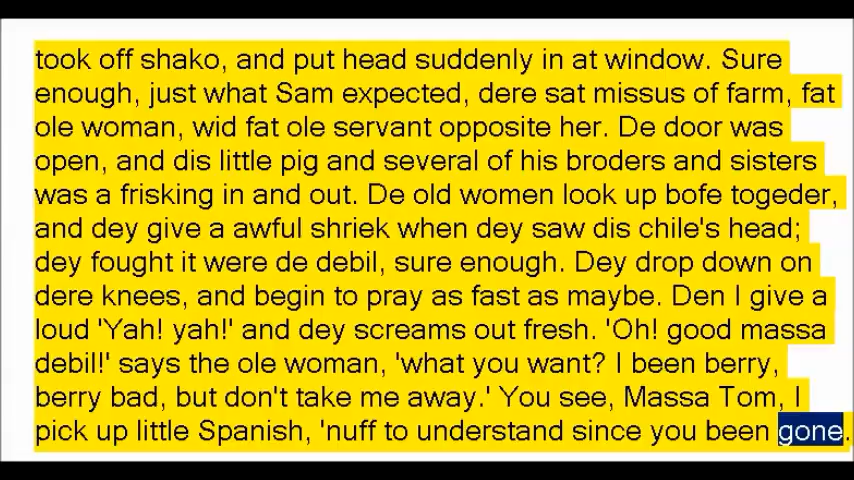 took off shako, and put head suddenly in at window. Sure
enough, just what Sam expected, dere sat missus of farm, fat
ole woman, wid fat ole servant opposite her. De door was
open, and dis little pig and several of his broders and sisters
was a frisking in and out. De old women look up bofe togeder,
and dey give a awful shriek when dey saw dis chile's head;
dey fought it were de debil, sure enough. Dey drop down on
dere knees, and begin to pray as fast as maybe. Den I give a
loud 'Yah! yah!' and dey screams out fresh. 'Oh! good massa
debil!' says the ole woman, 'what you want? I been berry,
berry bad, but don't take me away.' You see, Massa Tom, I
pick up little Spanish, 'nuff to understand since you been gone.